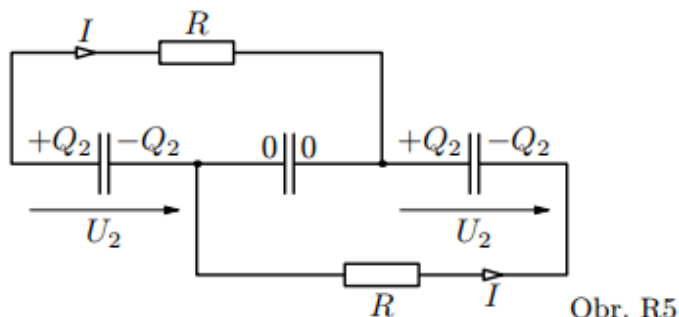 I R
+Q₂ −Q₂ 0 0 +Q₂ −Q₂
U₂ U₂
R I Obr. R5